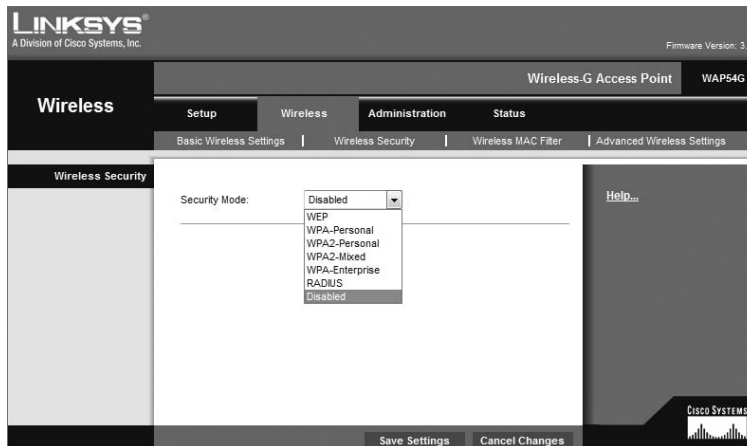 LINKSYS®
A Division of Cisco Systems, Inc.
Firmware Version: 3.
Wireless-G Access Point WAP54G
Wireless
Setup Wireless Administration Status
Basic Wireless Settings | Wireless Security | Wireless MAC Filter | Advanced Wireless Settings
Wireless Security
Security Mode: Disabled
Help...
WEP
WPA-Personal
WPA2-Personal
WPA2-Mixed
WPA-Enterprise
RADIUS
Disabled
CISCO SYSTEMS
Save Settings Cancel Changes